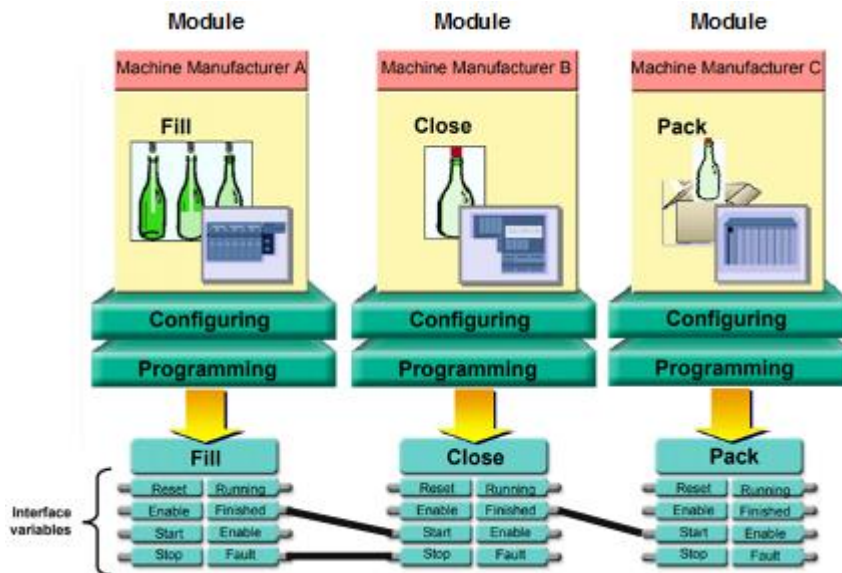 Module
Module
Module
Machine Manufacturer A
Machine Manufacturer B
Machine Manufacturer C
Fill
Close
Pack
Configuring
Configuring
Configuring
Programming
Programming
Programming
Fill
Close
Pack
Interface
variables
Reset Running
Enable Finished
Start Enable
Stop Fault
Reset Running
Enable Finished
Start Enable
Stop Fault
Reset Running
Enable Finished
Start Enable
Stop Fault